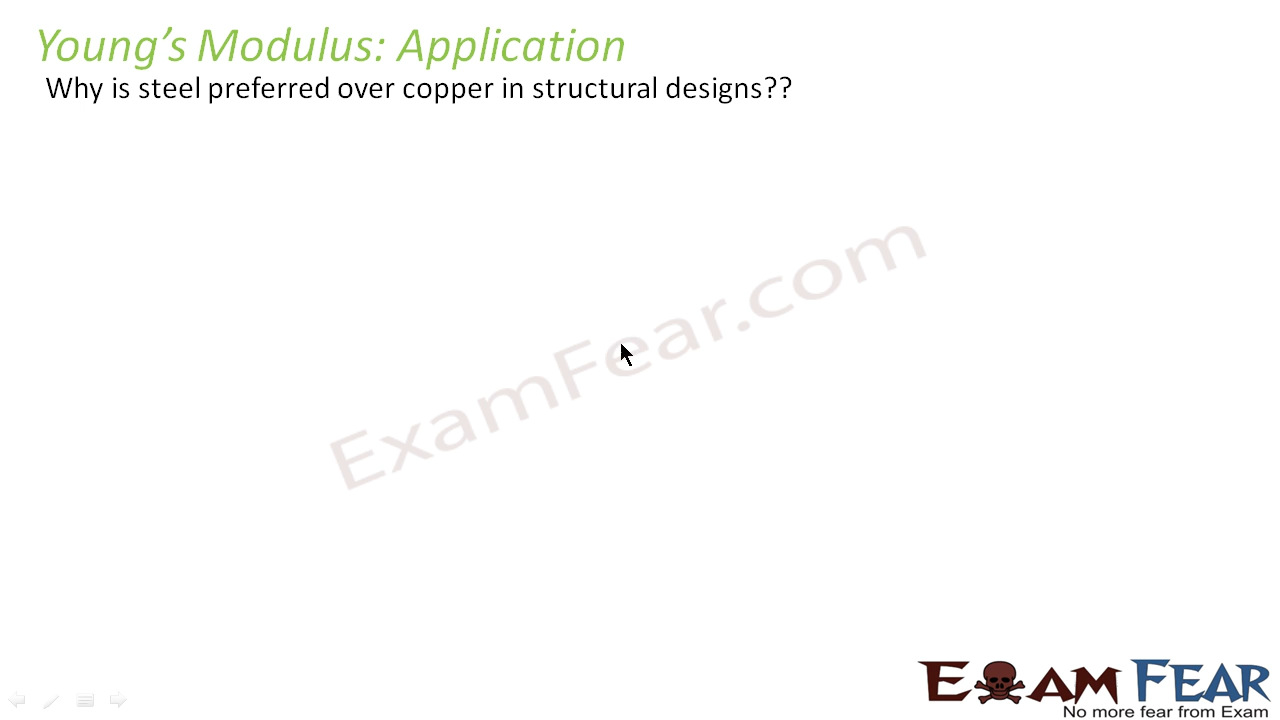 Young’s Modulus: Application
Why is steel preferred over copper in structural designs??
ExamFear.com
EXAM FEAR
No more fear from Exam